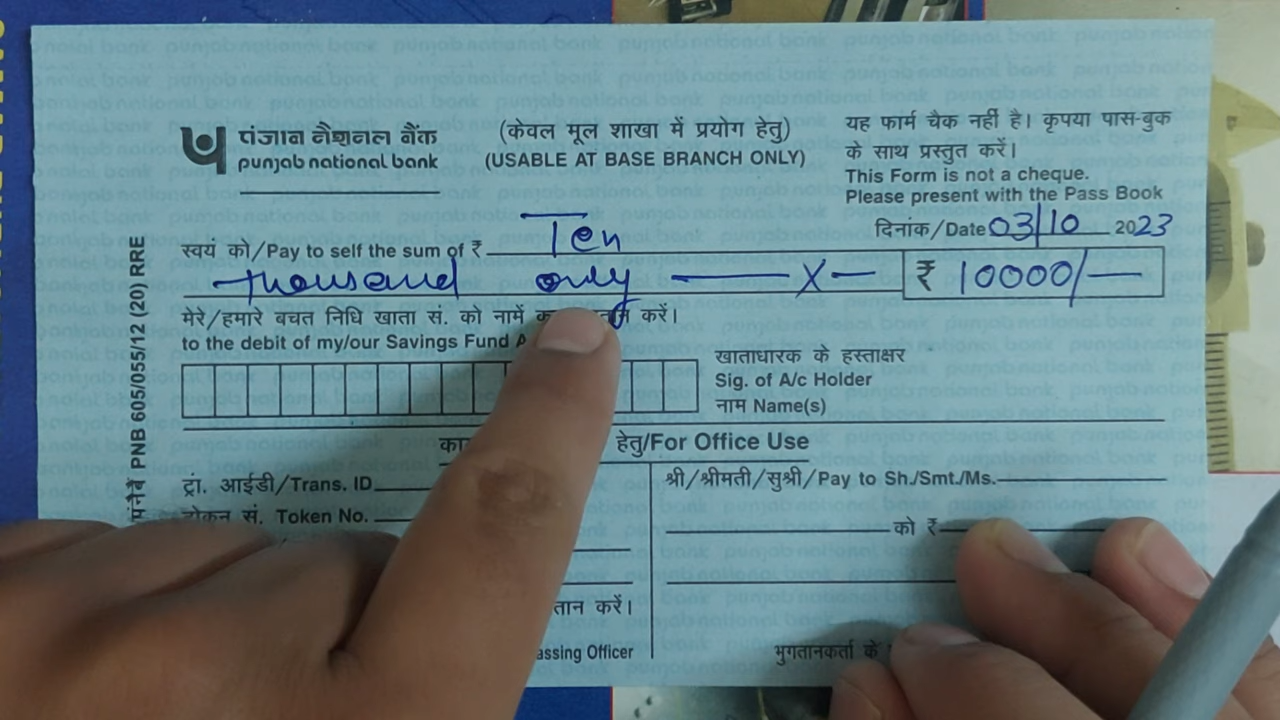 पंजाब नैशनल बैंक
punjab national bank
(केवल मूल शाखा में प्रयोग हेतु)
(USABLE AT BASE BRANCH ONLY)
यह फार्म चैक नहीं है। कृपया पास-बुक
के साथ प्रस्तुत करें।
This Form is not a cheque.
Please present with the Pass Book
दिनांक/Date 03/10 2023
स्वयं को/Pay to self the sum of ₹ Ten
thousand only — X — ₹ 10000/—
मेरे/हमारे बचत निधि खाता सं. को नामें करें।
to the debit of my/our Savings Fund
खाताधारक के हस्ताक्षर
Sig. of A/c Holder
नाम Name(s)
हेतु/For Office Use
ट्रा. आईडी/Trans. ID
टोकन सं. Token No.
श्री/श्रीमती/सुश्री/Pay to Sh./Smt./Ms.
को ₹
करें।
Officer
भुगतानकर्ता के
पीनैबैं PNB 605/055/12 (20) RRE